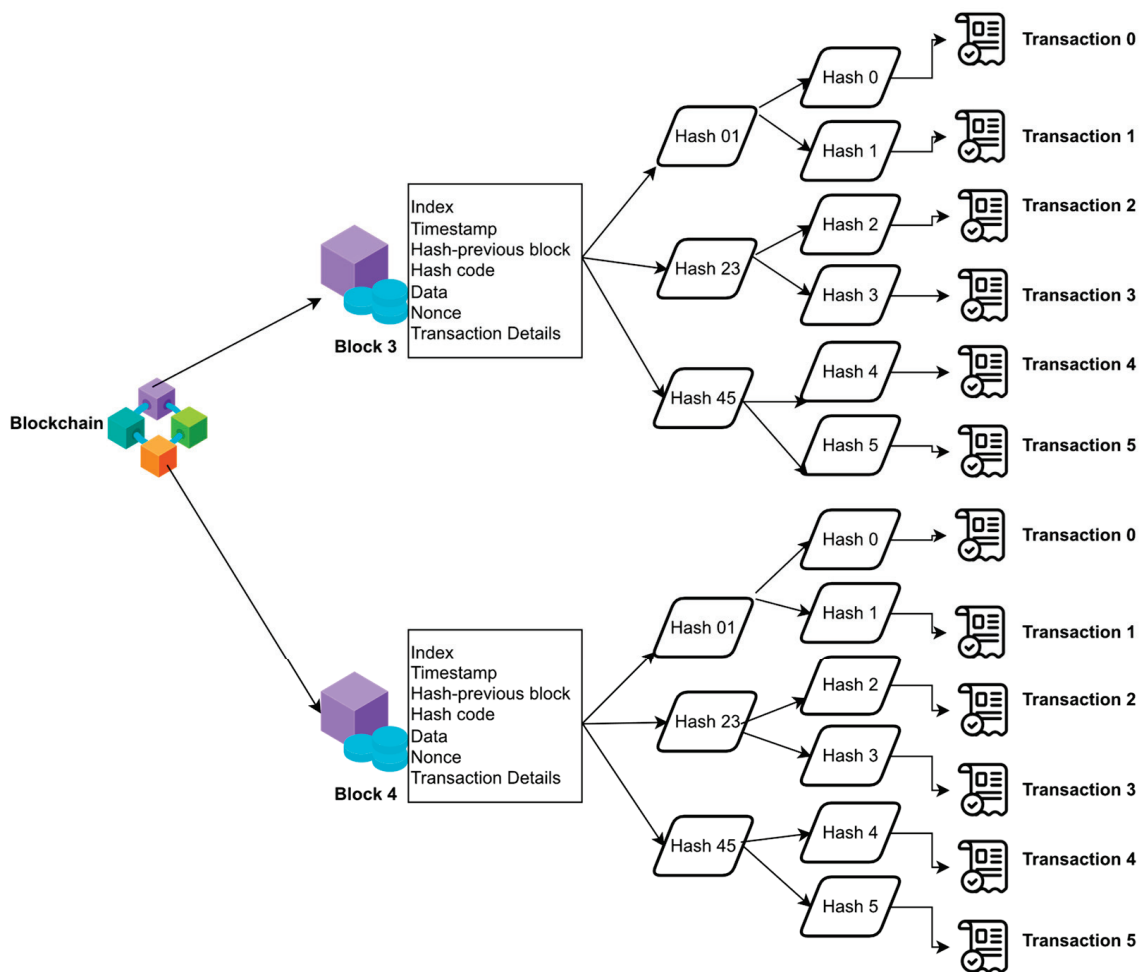 Blockchain
Block 3
Index
Timestamp
Hash-previous block
Hash code
Data
Nonce
Transaction Details
Hash 01
Hash 23
Hash 45
Hash 0
Hash 1
Hash 2
Hash 3
Hash 4
Hash 5
Transaction 0
Transaction 1
Transaction 2
Transaction 3
Transaction 4
Transaction 5
Block 4
Index
Timestamp
Hash-previous block
Hash code
Data
Nonce
Transaction Details
Hash 01
Hash 23
Hash 45
Hash 0
Hash 1
Hash 2
Hash 3
Hash 4
Hash 5
Transaction 0
Transaction 1
Transaction 2
Transaction 3
Transaction 4
Transaction 5